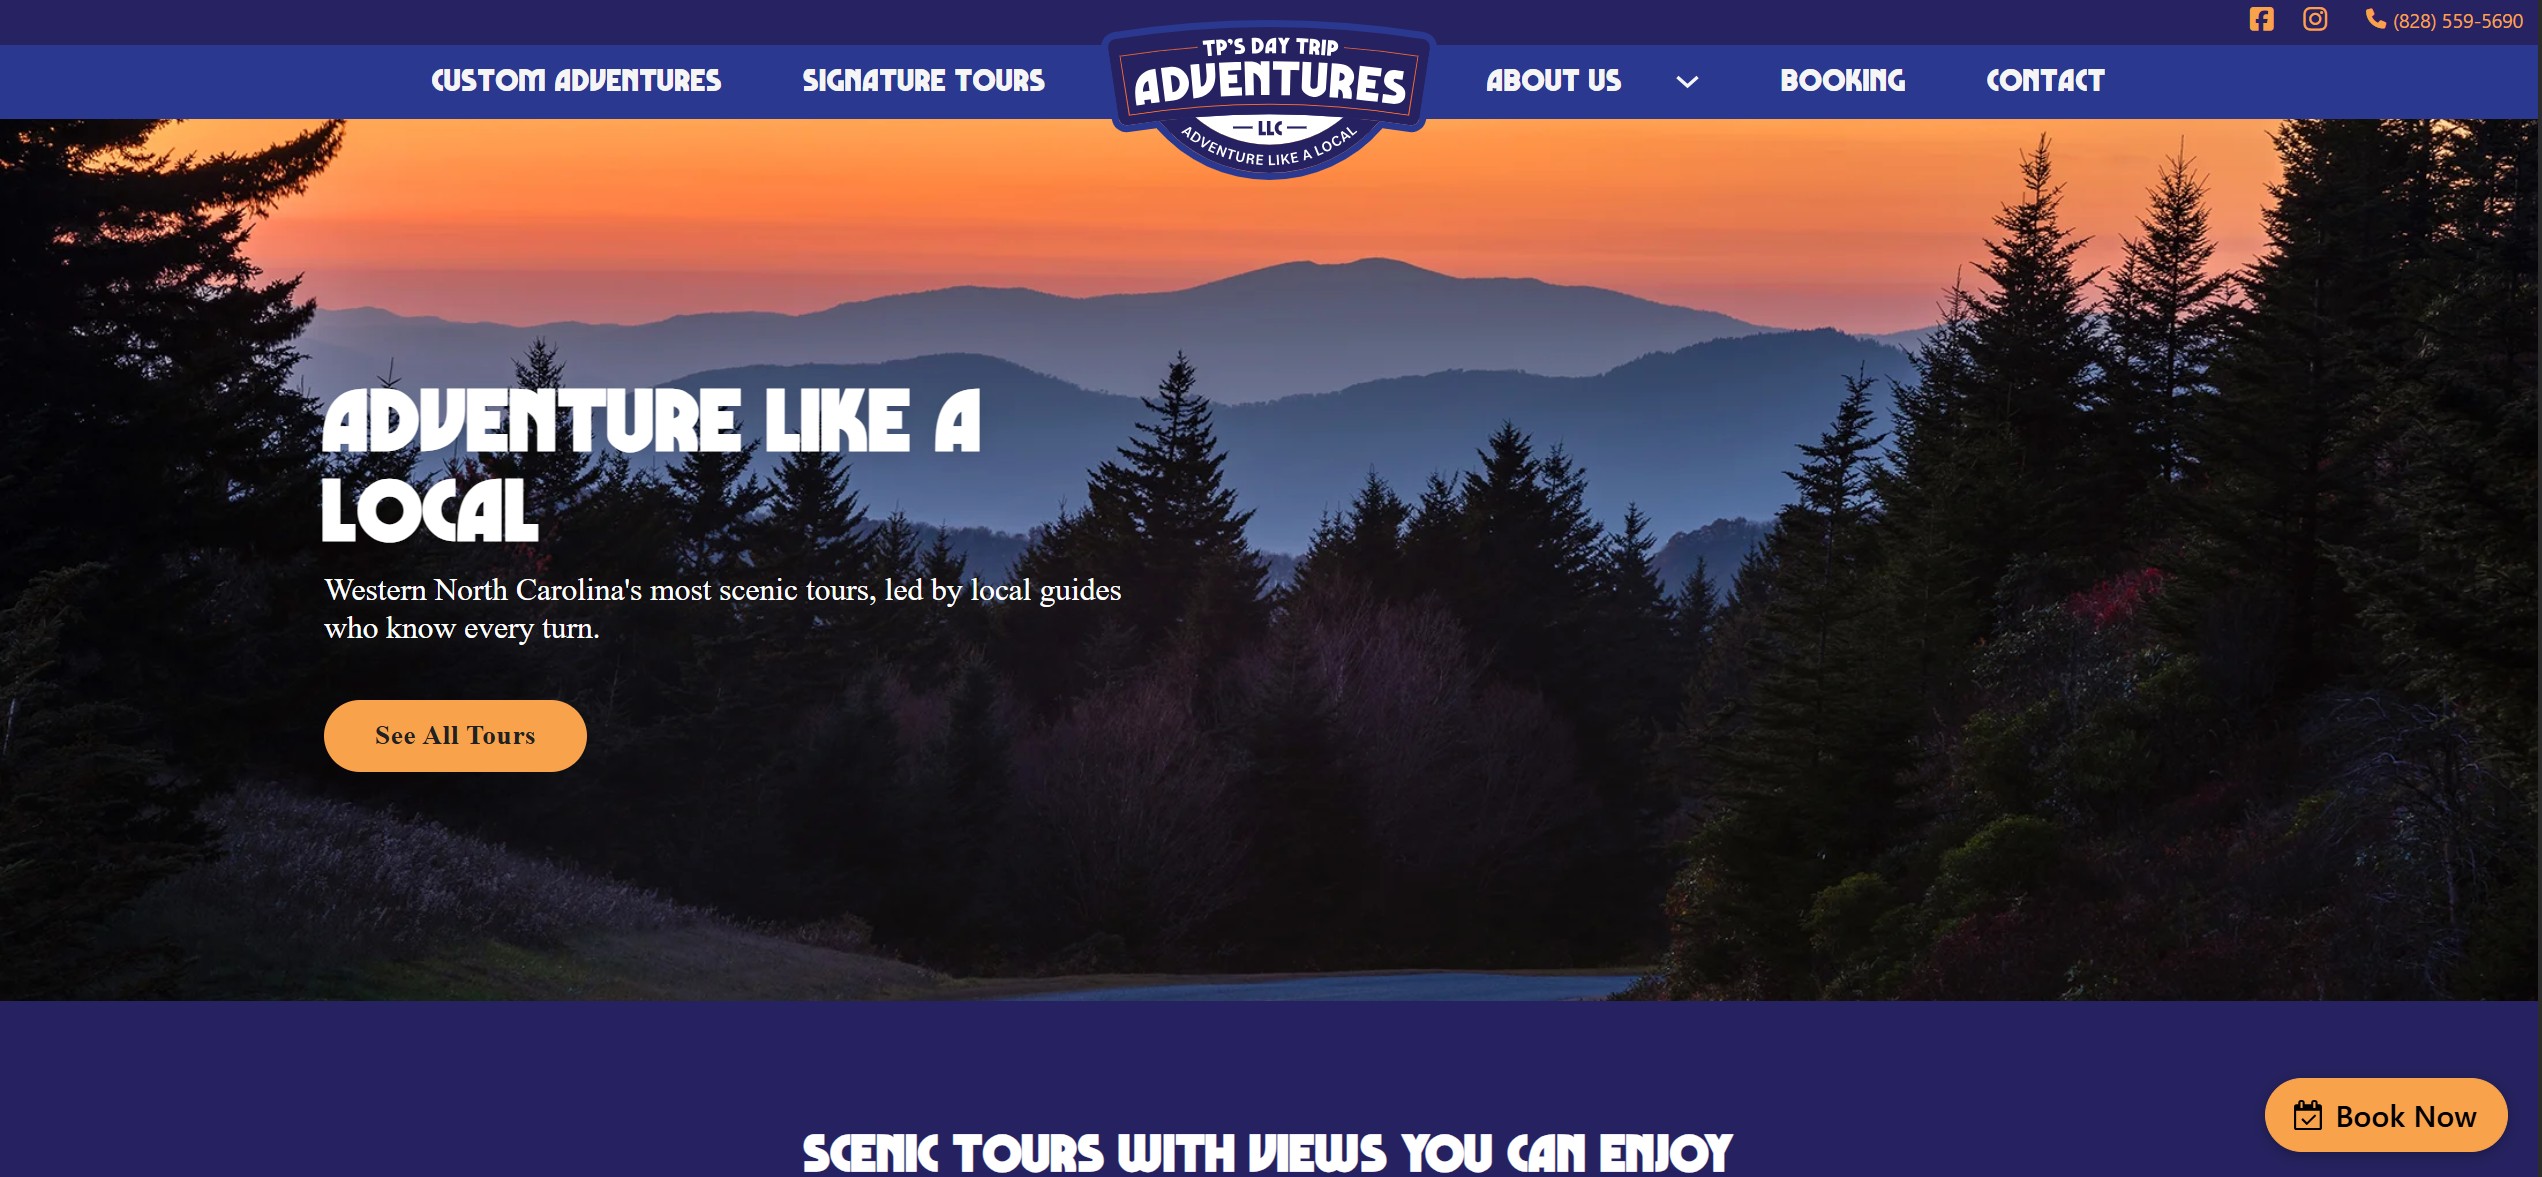 (828) 559-5690
CUSTOM ADVENTURES
SIGNATURE TOURS
TP'S DAY TRIP
ADVENTURES
LLC
ADVENTURE LIKE A LOCAL
ABOUT US
BOOKING
CONTACT
ADVENTURE LIKE A
LOCAL
Western North Carolina's most scenic tours, led by local guides
who know every turn.
See All Tours
Book Now
SCENIC TOURS WITH VIEWS YOU CAN ENJOY